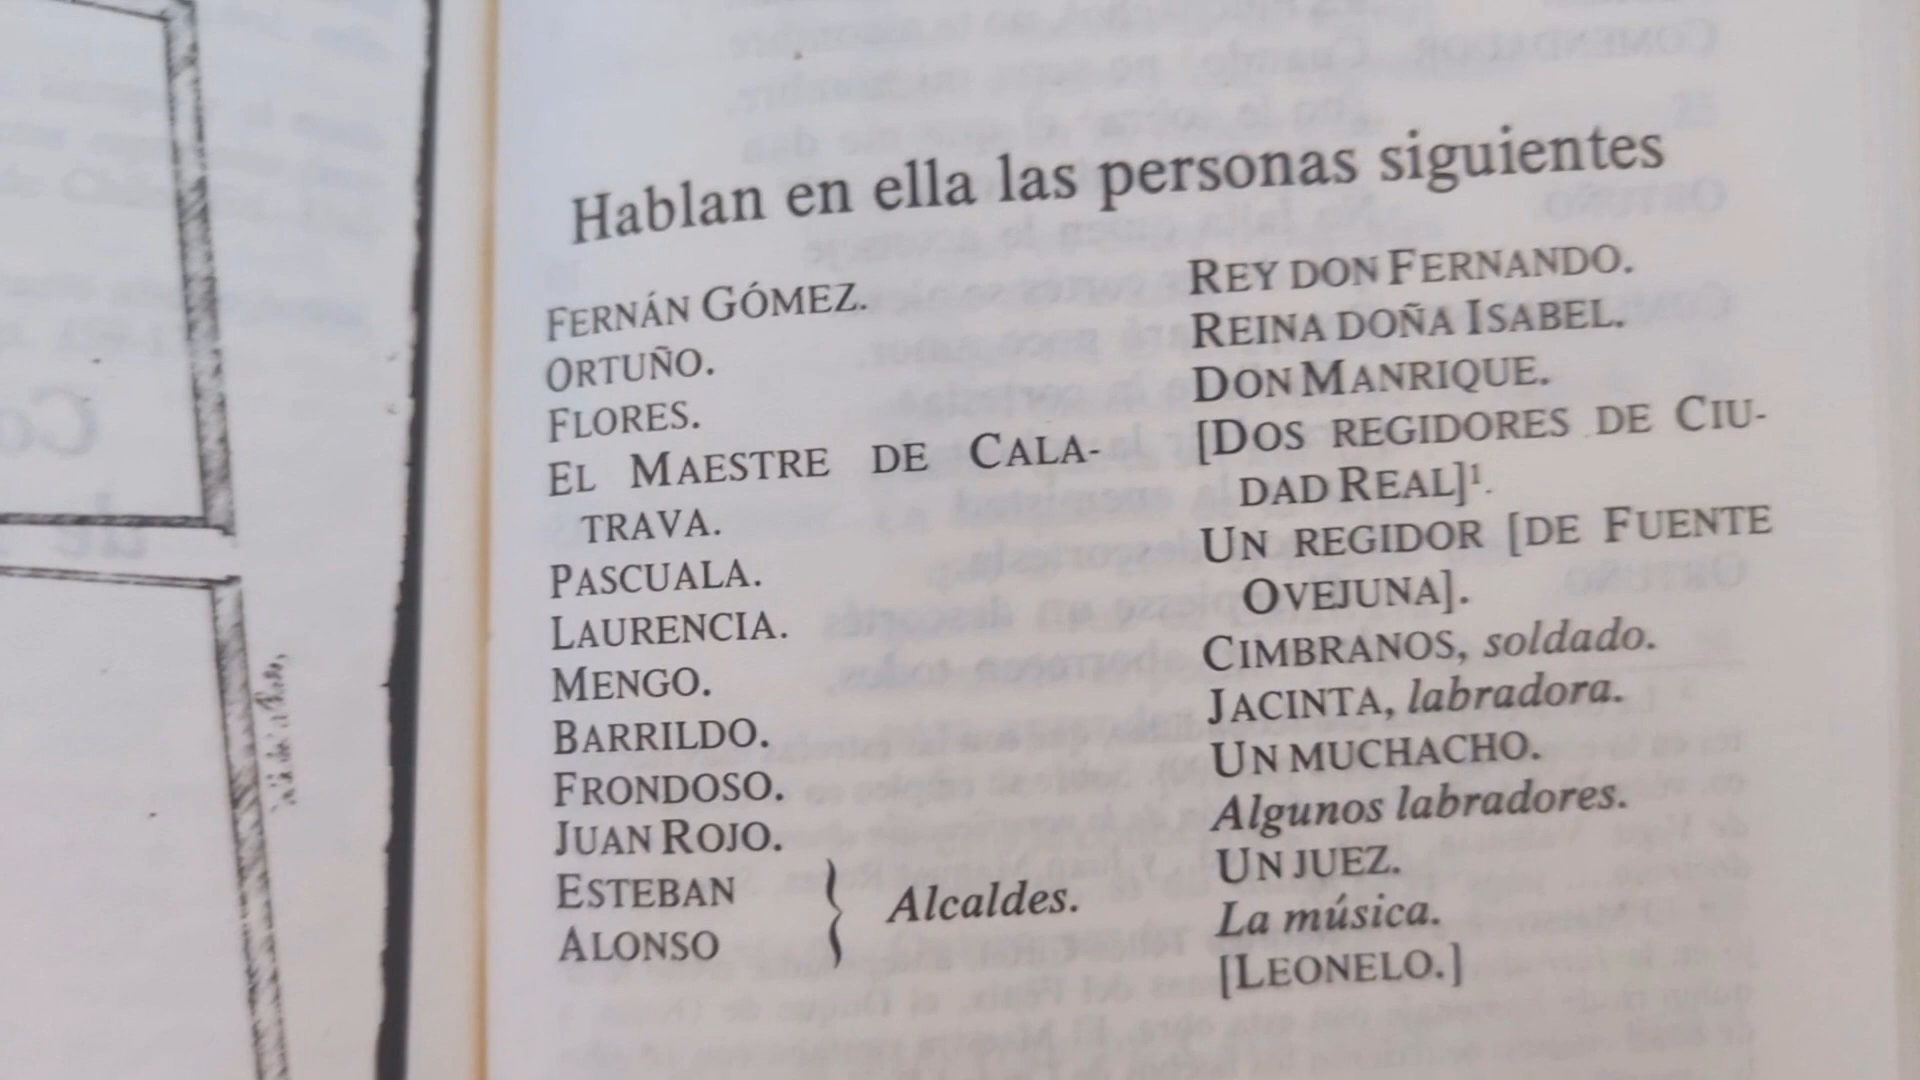 Hablan en ella las personas siguientes
FERNÁN GÓMEZ.
ORTUÑO.
FLORES.
EL MAESTRE DE CALA-
TRAVA.
PASCUALA.
LAURENCIA.
MENGO.
BARRILDO.
FRONDOSO.
JUAN ROJO.
ESTEBAN
ALONSO
Alcaldes.
REY DON FERNANDO.
REINA DOÑA ISABEL.
DON MANRIQUE.
[DOS REGIDORES DE CIU-
DAD REAL]¹.
UN REGIDOR [DE FUENTE
OVEJUNA].
CIMBRANOS, soldado.
JACINTA, labradora.
UN MUCHACHO.
Algunos labradores.
UN JUEZ.
La música.
[LEONELO.]